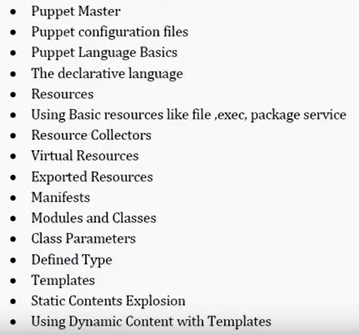 • Puppet Master
• Puppet configuration files
• Puppet Language Basics
• The declarative language
• Resources
• Using Basic resources like file ,exec, package service
• Resource Collectors
• Virtual Resources
• Exported Resources
• Manifests
• Modules and Classes
• Class Parameters
• Defined Type
• Templates
• Static Contents Explosion
• Using Dynamic Content with Templates